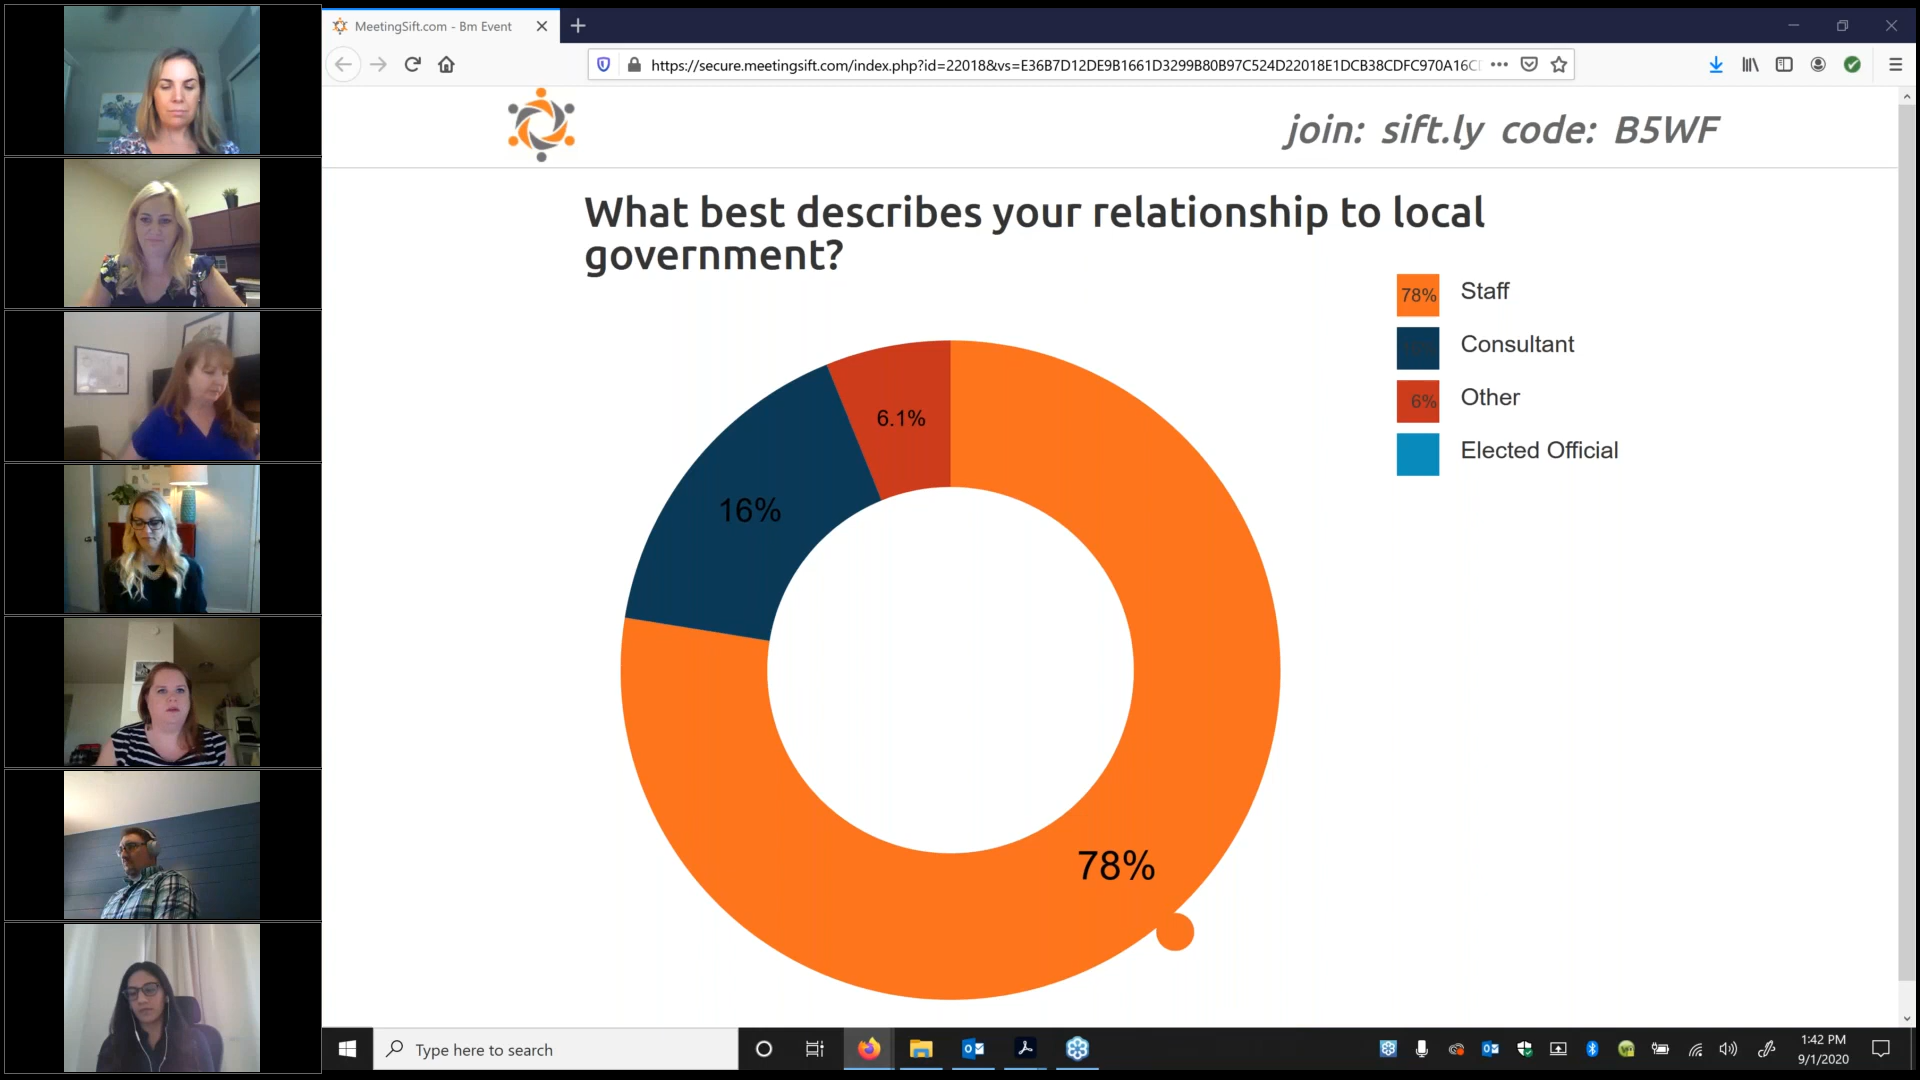 MeetingSift.com - Bm Event
https://secure.meetingsift.com/index.php?id=22018&vs=E36B7D12DE9B1661D3299B80B97C524D22018E1DCB38CDFC970A16C
join: sift.ly code: B5WF
What best describes your relationship to local
government?
78% Staff
Consultant
6% Other
Elected Official
6.1%
16%
78%
Type here to search
1:42 PM
9/1/2020